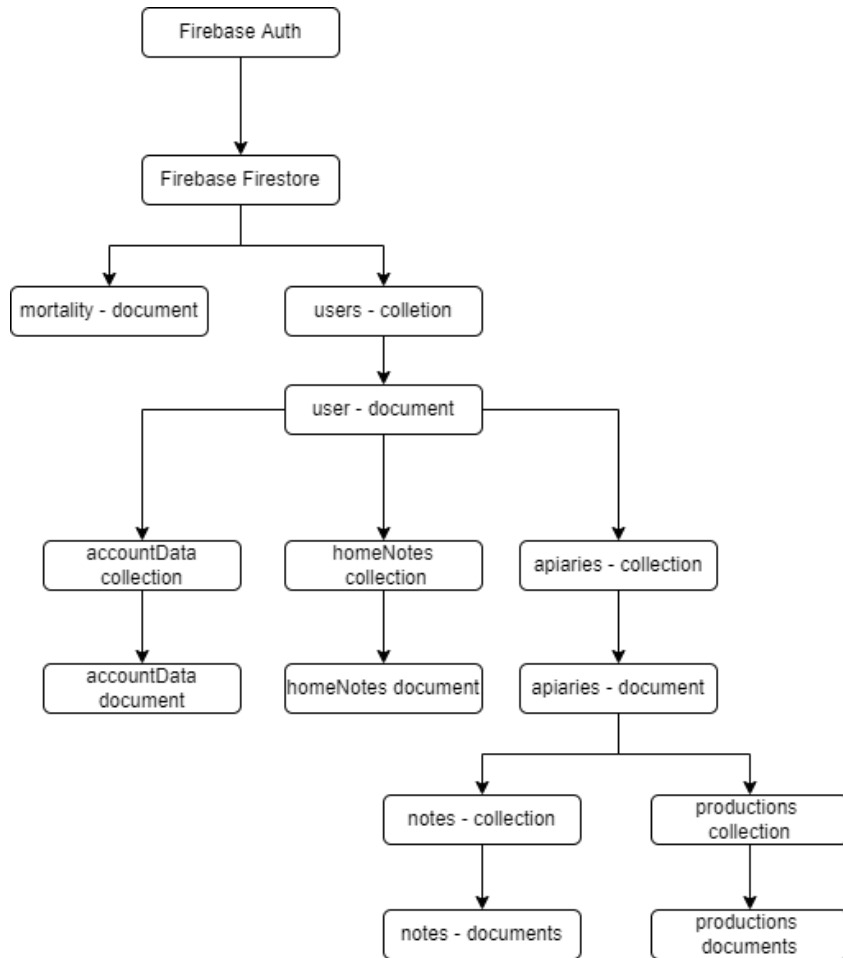 Firebase Auth
Firebase Firestore
mortality - document
users - colletion
user - document
accountData
collection
homeNotes
collection
apiaries - collection
accountData
document
homeNotes document
apiaries - document
notes - collection
productions
collection
notes - documents
productions
documents